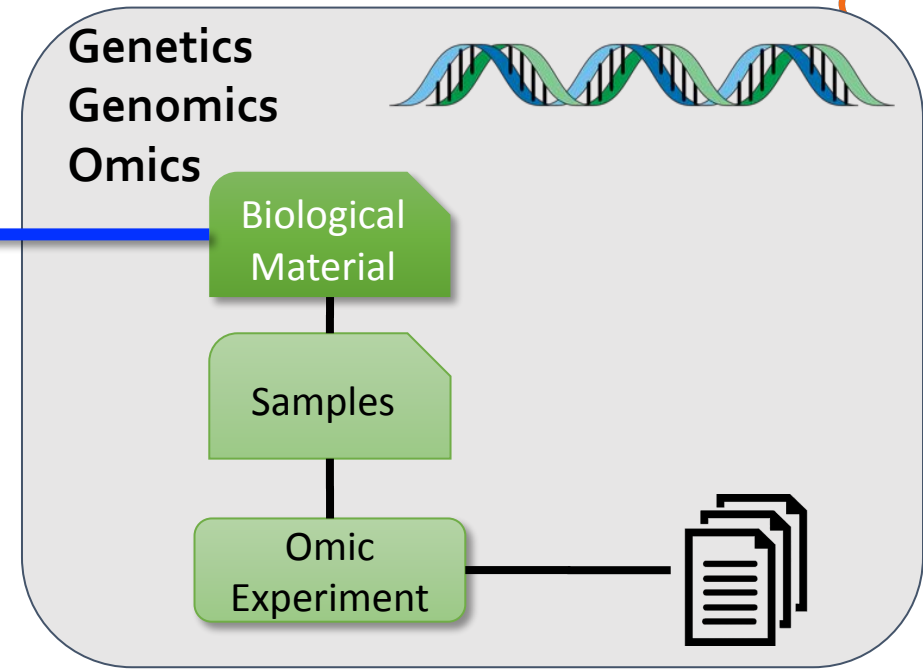 Genetics
Genomics
Omics
Biological
Material
Samples
Omic
Experiment